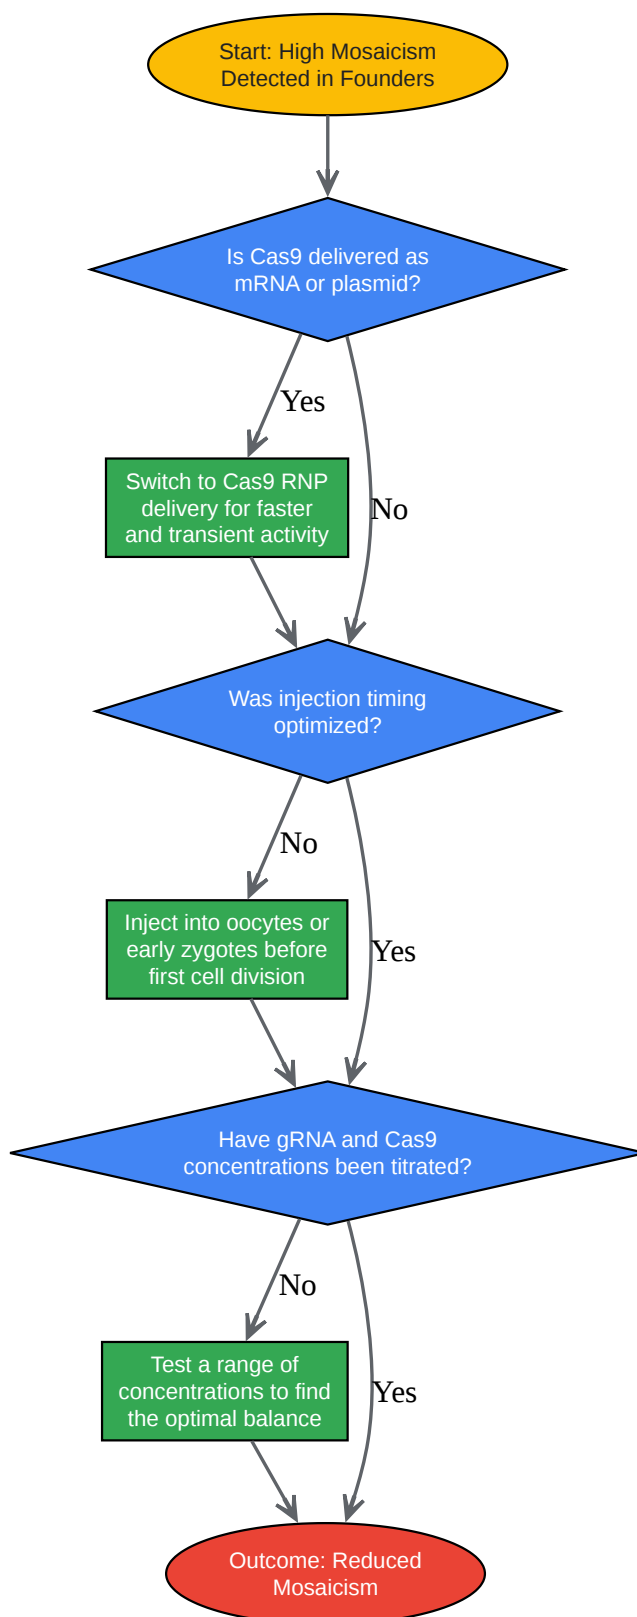 Start: High Mosaicism
Detected in Founders
Is Cas9 delivered as
mRNA or plasmid?
Yes
Switch to Cas9 RNP
delivery for faster
and transient activity
No
Was injection timing
optimized?
No
Inject into oocytes or
early zygotes before
first cell division
Yes
Have gRNA and Cas9
concentrations been titrated?
No
Test a range of
concentrations to find
the optimal balance
Yes
Outcome: Reduced
Mosaicism